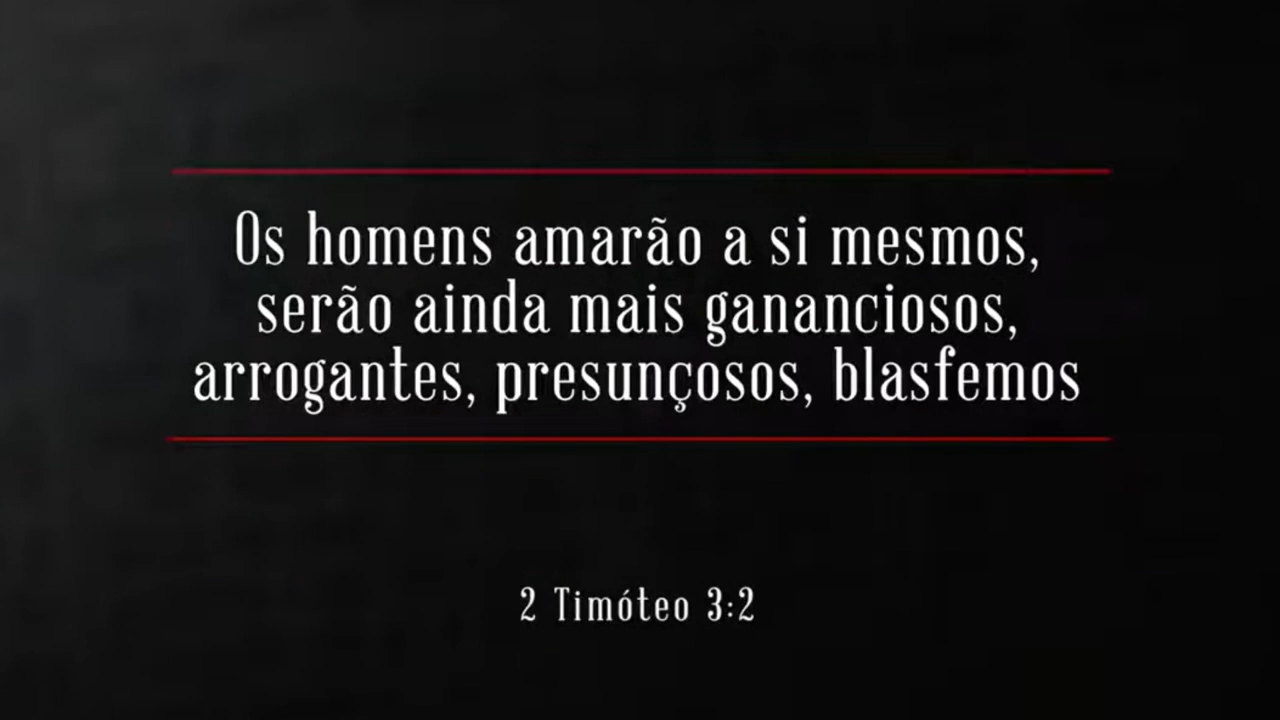 Os homens amarão a si mesmos,
serão ainda mais gananciosos,
arrogantes, presunçosos, blasfemos
2 Timóteo 3:2